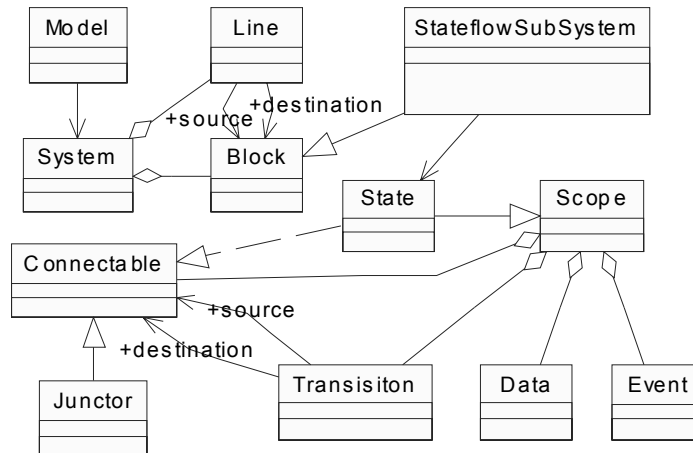 Model
Line
StateflowSubSystem
+source
+destination
System
Block
State
Scope
Connectable
+source
+destination
Junctor
Transisiton
Data
Event